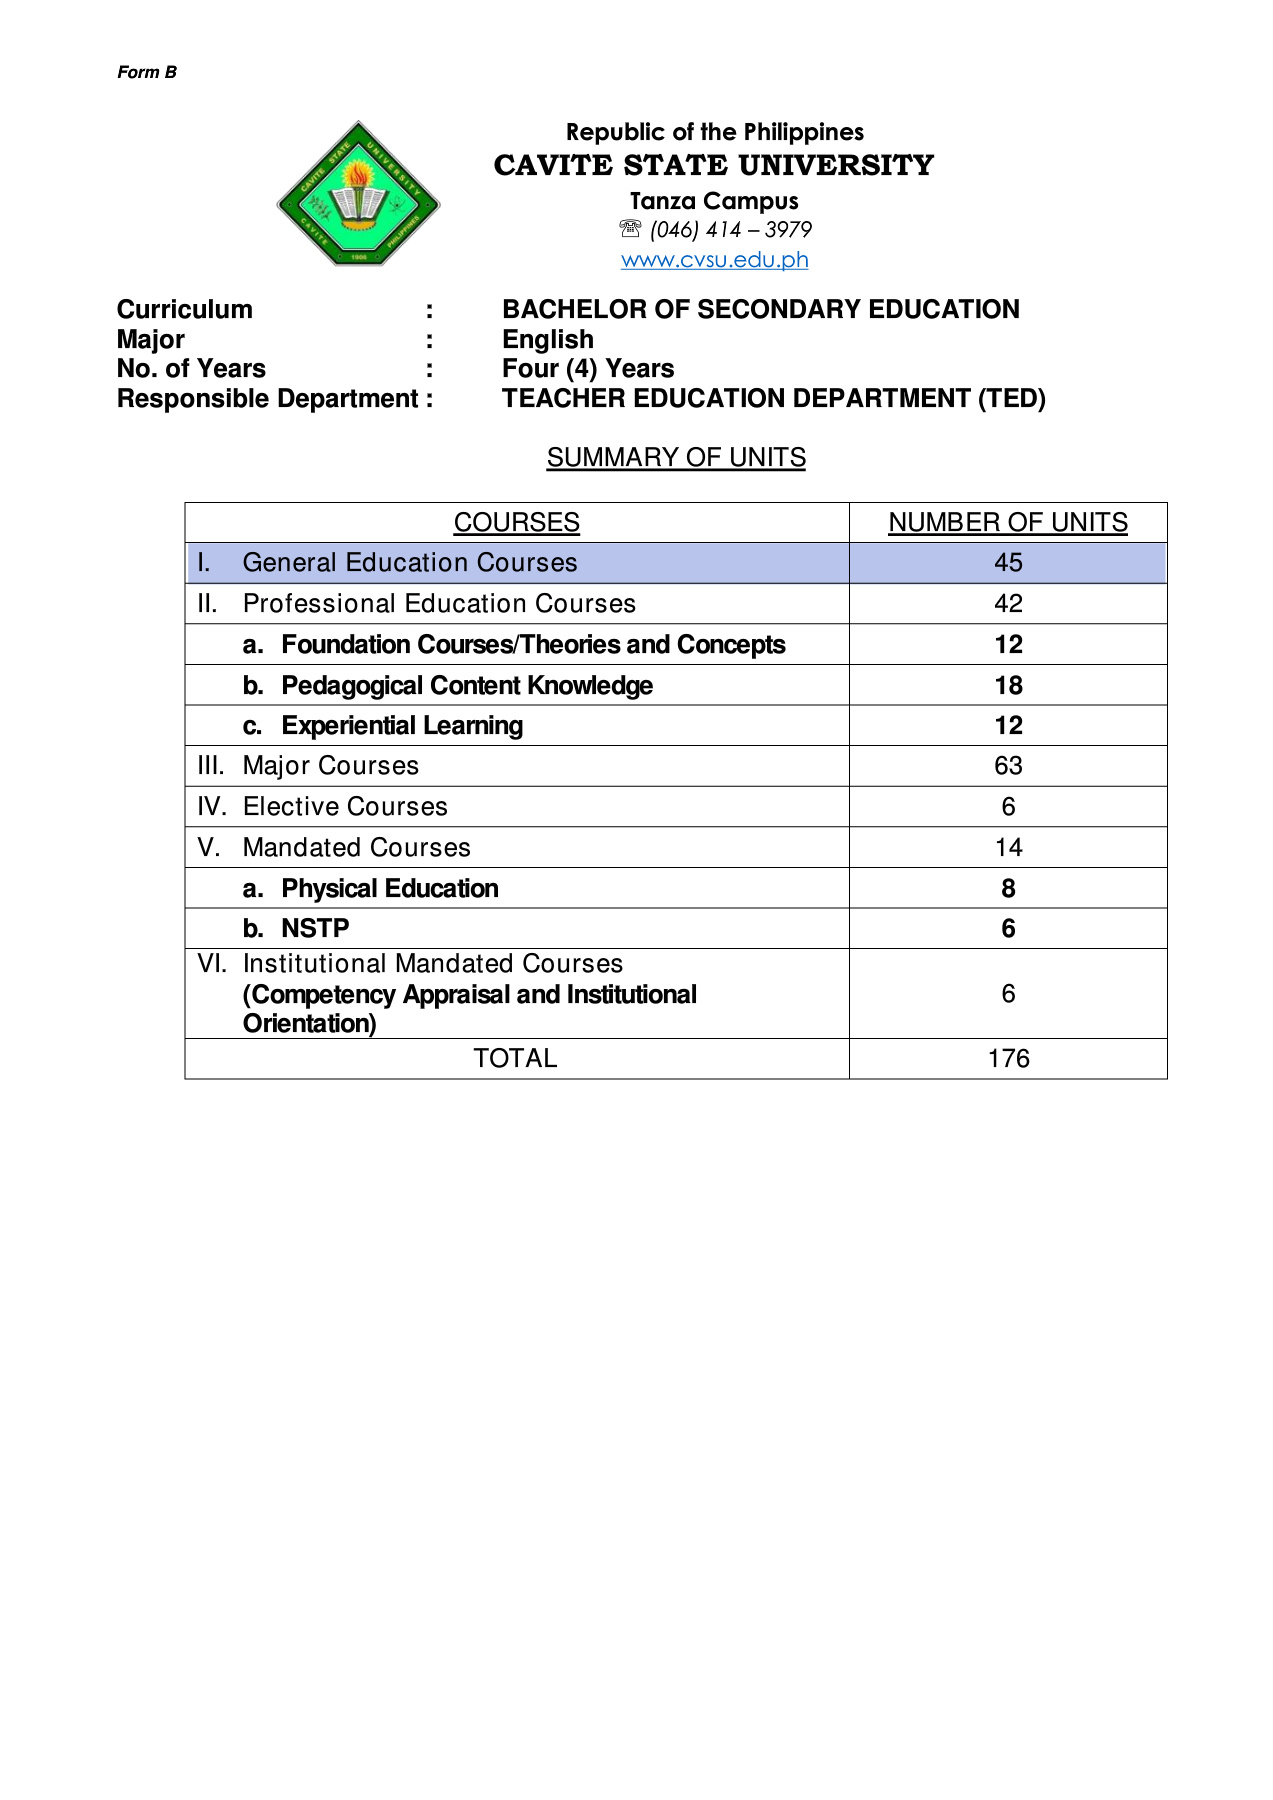 Form B
Republic of the Philippines
CAVITE STATE UNIVERSITY
Tanza Campus
☏ (046) 414 – 3979
www.cvsu.edu.ph
CAVITE STATE UNIVERSITY
CAVITE PHILIPPINES
1906
Curriculum : BACHELOR OF SECONDARY EDUCATION
Major : English
No. of Years : Four (4) Years
Responsible Department : TEACHER EDUCATION DEPARTMENT (TED)
SUMMARY OF UNITS
COURSES NUMBER OF UNITS
I. General Education Courses 45
II. Professional Education Courses 42
a. Foundation Courses/Theories and Concepts 12
b. Pedagogical Content Knowledge 18
c. Experiential Learning 12
III. Major Courses 63
IV. Elective Courses 6
V. Mandated Courses 14
a. Physical Education 8
b. NSTP 6
VI. Institutional Mandated Courses
(Competency Appraisal and Institutional 6
Orientation)
TOTAL 176